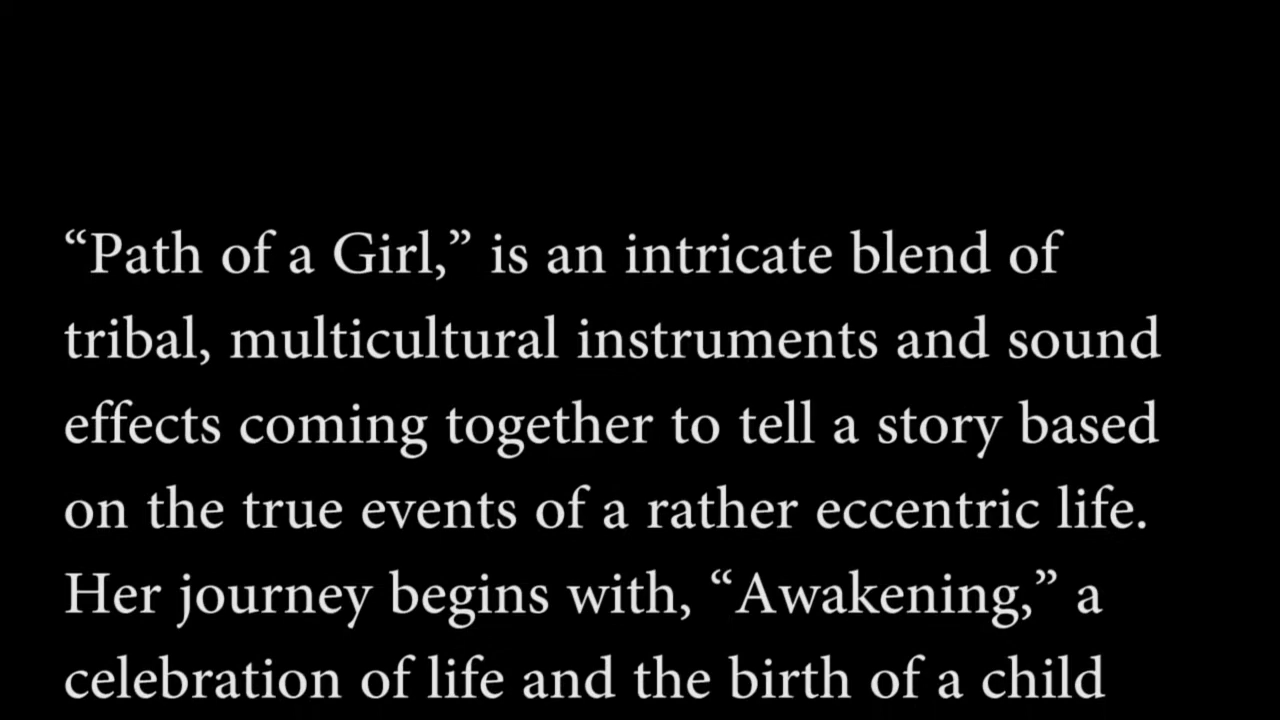 “Path of a Girl,” is an intricate blend of
tribal, multicultural instruments and sound
effects coming together to tell a story based
on the true events of a rather eccentric life.
Her journey begins with, “Awakening,” a
celebration of life and the birth of a child